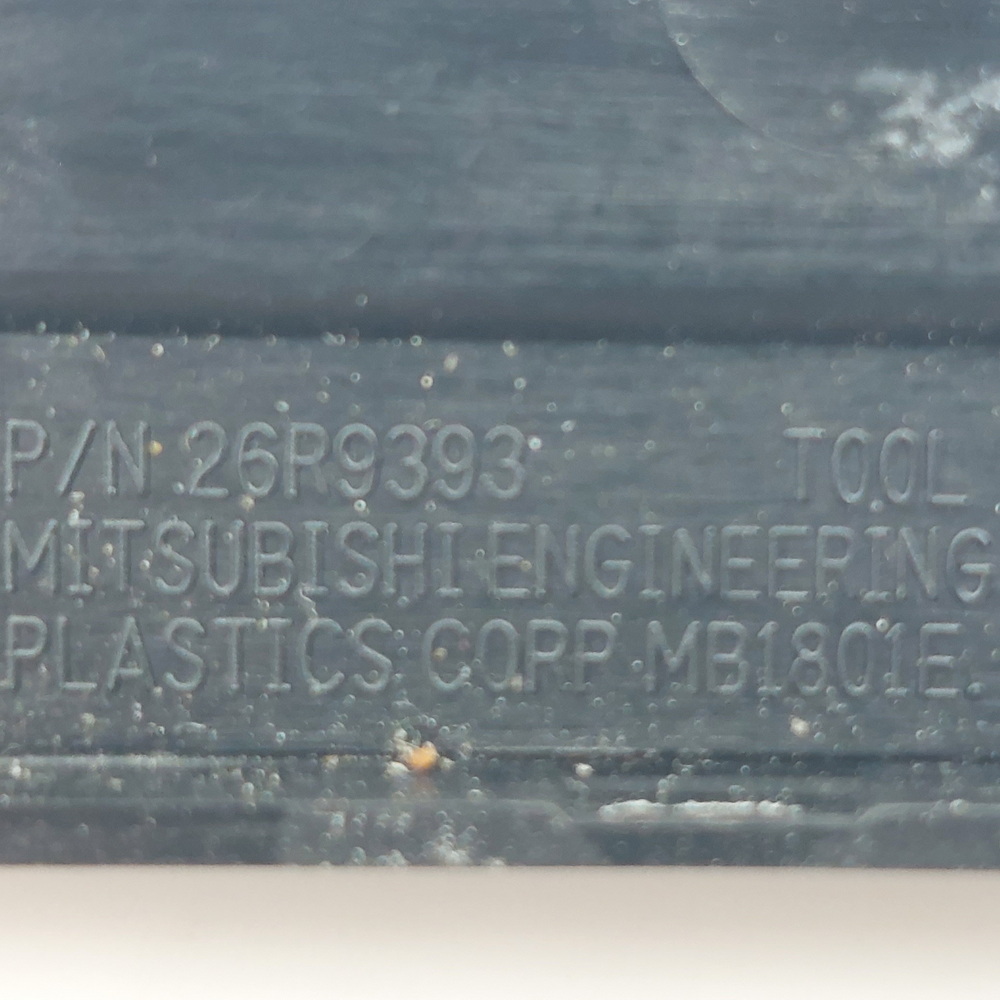 P/N 26R9393 TOOL
MITSUBISHI ENGINEERING
PLASTICS CORP MB1801E.